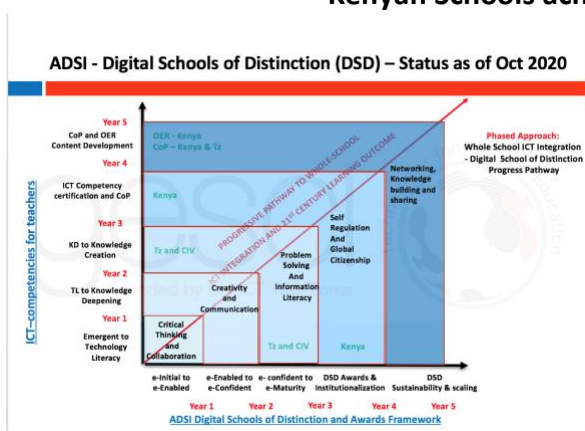 Kenyan Schools
ADSI - Digital Schools of Distinction (DSD) – Status as of Oct 2020
Year 5
CoP and OER
Content Development
Year 4
ICT Competency
certification and CoP
Year 3
KD to Knowledge
Creation
Year 2
TL to Knowledge
Deepening
Year 1
Emergent to
Technology
Literacy
ICT–competencies for teachers
OER - Kenya
CoP – Kenya & Tz
Kenya
Tz and CIV
PROGRESSIVE PATHWAY TO WHOLE-SCHOOL
ICT INTEGRATION AND 21ST CENTURY LEARNING OUTCOME
Critical
Thinking
and
Collaboration
Creativity
and
Communication
Problem
Solving
And
Information
Literacy
Tz and CIV
Self
Regulation
And
Global
Citizenship
Kenya
Networking,
Knowledge
building and
sharing
Phased Approach:
Whole School ICT Integration
- Digital School of Distinction
Progress Pathway
e-Initial to
e-Enabled
e-Enabled to
e-Confident
e- confident to
e-Maturity
DSD Awards &
Institutionalization
DSD
Sustainability & scaling
Year 1
Year 2
Year 3
Year 4
Year 5
ADSI Digital Schools of Distinction and Awards Framework